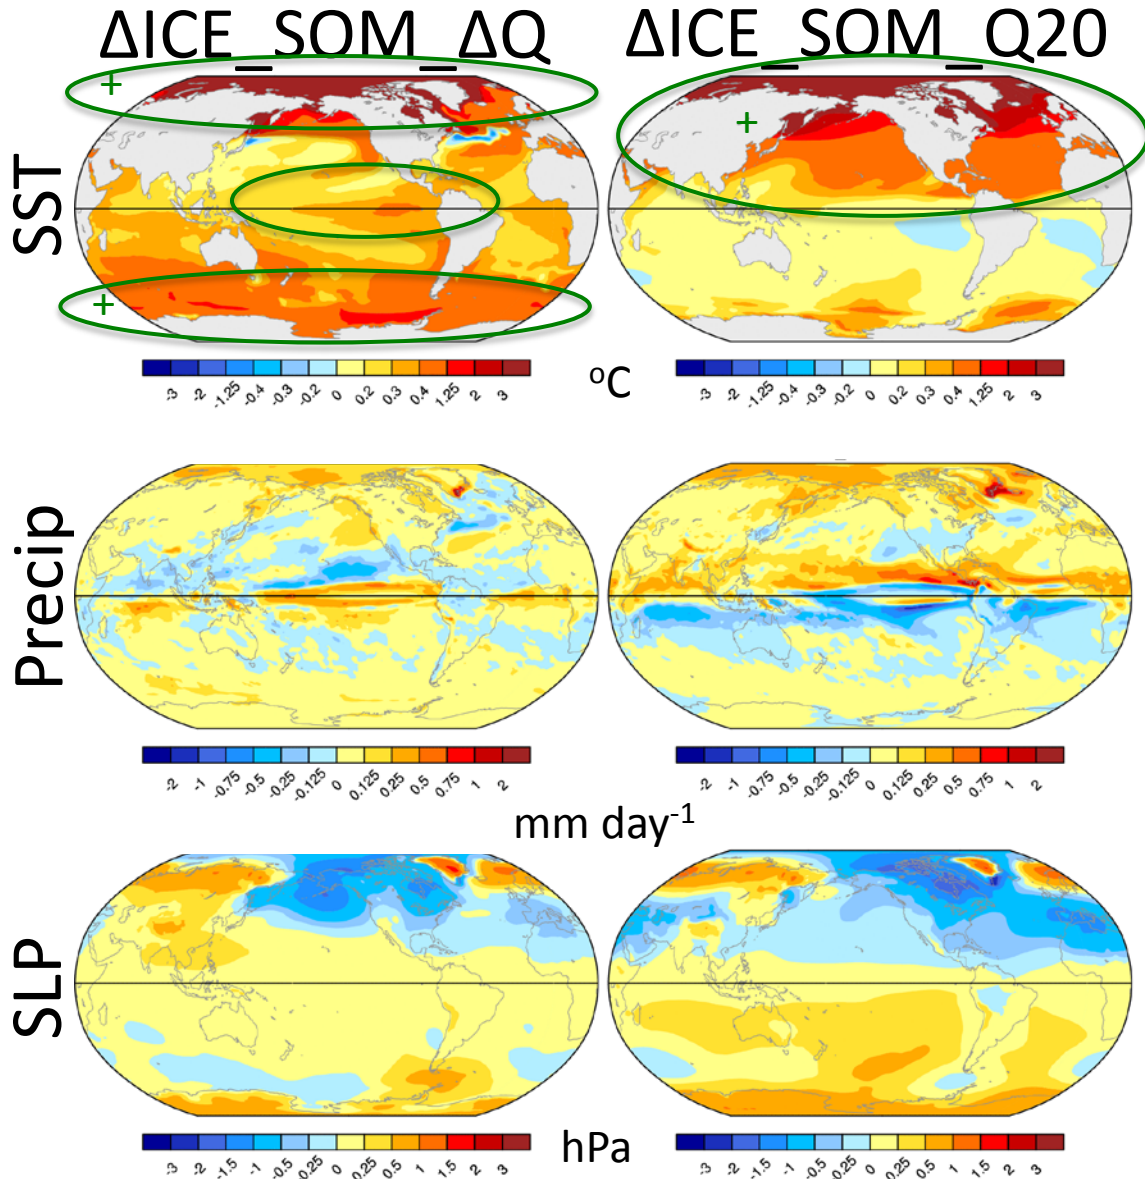 ΔICE_SOM_ΔQ
ΔICE_SOM_Q20
+
+
+
SST
-3 -2 -1.25 -0.4 -0.3 -0.2 0 0.2 0.3 0.4 1.25 2 3
°C
-3 -2 -1.25 -0.4 -0.3 -0.2 0 0.2 0.3 0.4 1.25 2 3
Precip
-2 -1 -0.75 -0.5 -0.25 -0.125 0 0.125 0.25 0.5 0.75 1 2
-2 -1 -0.75 -0.5 -0.25 -0.125 0 0.125 0.25 0.5 0.75 1 2
mm day⁻¹
SLP
-3 -2 -1.5 -1 -0.5 -0.25 0 0.25 0.5 1 1.5 2 3
hPa
-3 -2 -1.5 -1 -0.5 -0.25 0 0.25 0.5 1 1.5 2 3